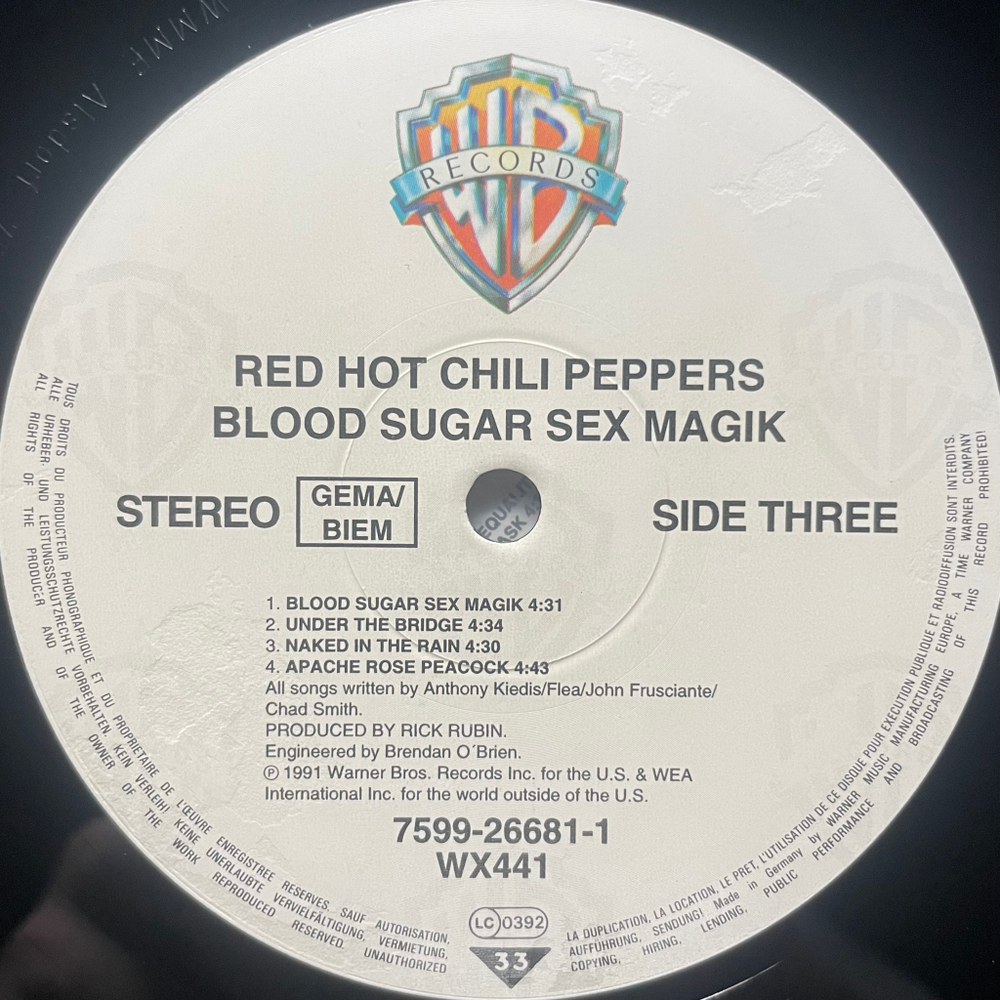 WMME Alsdorf
WB
RECORDS
RED HOT CHILI PEPPERS
BLOOD SUGAR SEX MAGIK
STEREO
GEMA/
BIEM
SIDE THREE
EQUALI
ASK 4:
1. BLOOD SUGAR SEX MAGIK 4:31
2. UNDER THE BRIDGE 4:34
3. NAKED IN THE RAIN 4:30
4. APACHE ROSE PEACOCK 4:43
All songs written by Anthony Kiedis/Flea/John Frusciante/
Chad Smith.
PRODUCED BY RICK RUBIN.
Engineered by Brendan O´Brien.
℗ 1991 Warner Bros. Records Inc. for the U.S. & WEA
International Inc. for the world outside of the U.S.
7599-26681-1
WX441
LC 0392
33
TOUS DROITS DU PRODUCTEUR PHONOGRAPHIQUE ET DU PROPRIETAIRE DE L'ŒUVRE ENREGISTREE RESERVES. SAUF AUTORISATION,
ALLE URHEBER- UND LEISTUNGSSCHUTZRECHTE VORBEHALTEN. KEIN VERLEIH! KEINE UNERLAUBTE VERVIELFÄLTIGUNG, VERMIETUNG,
ALL RIGHTS OF THE PRODUCER AND OF THE OWNER OF THE WORK REPRODUCED RESERVED. UNAUTHORIZED
LA DUPLICATION, LA LOCATION, LE PRET, L'UTILISATION DE CE DISQUE POUR EXECUTION PUBLIQUE ET RADIODIFFUSION SONT INTERDITS.
AUFFÜHRUNG, SENDUNG! Made in Germany by WARNER MUSIC MANUFACTURING EUROPE, A TIME WARNER COMPANY
COPYING, HIRING, LENDING, PUBLIC PERFORMANCE AND BROADCASTING OF THIS RECORD PROHIBITED!